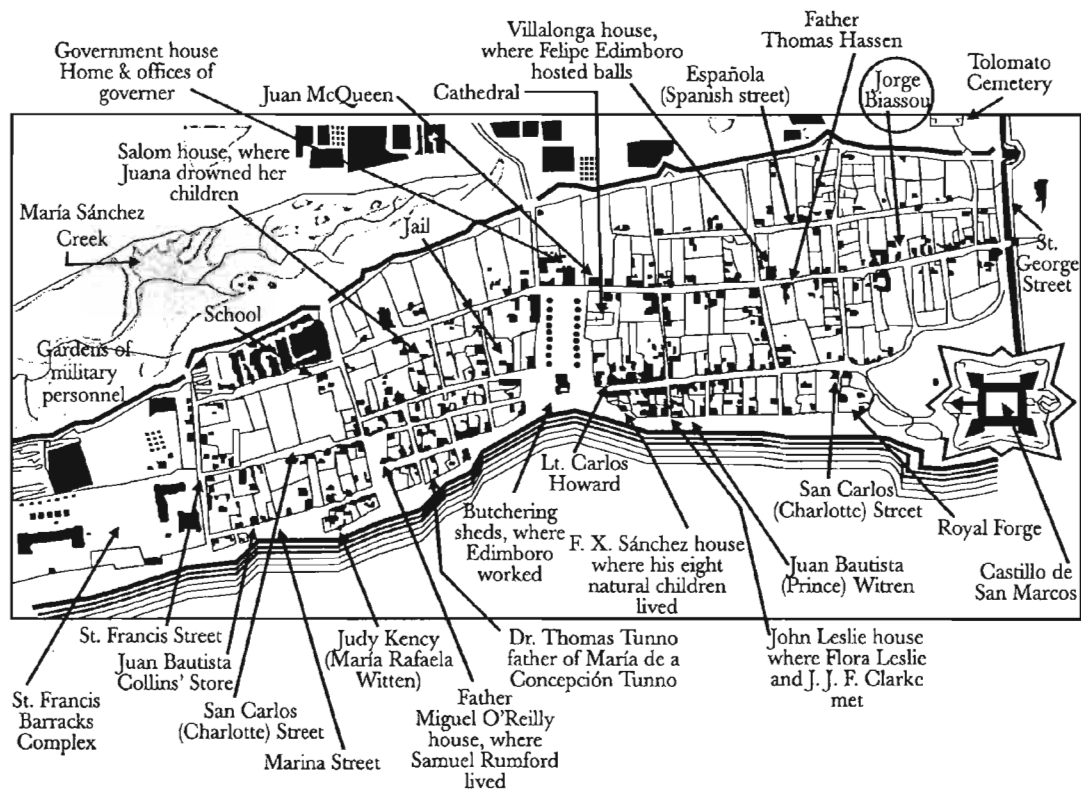 Government house
Home & offices of
governer
Juan McQueen
Villalonga house,
where Felipe Edimboro
hosted balls
Cathedral
Española
(Spanish street)
Father
Thomas Hassen
Jorge
Biassou
Tolomato
Cemetery
Salom house, where
Juana drowned her
children
María Sánchez
Creek
Jail
School
Gardens of
military
personnel
St.
George
Street
Lt. Carlos
Howard
Butchering
sheds, where
Edimboro
worked
F. X. Sánchez house
where his eight
natural children
lived
Juan Bautista
(Prince) Witren
San Carlos
(Charlotte) Street
Royal Forge
Castillo de
San Marcos
St. Francis Street
Juan Bautista
Collins' Store
St. Francis
Barracks
Complex
San Carlos
(Charlotte) Street
Marina Street
Judy Kency
(María Rafaela
Witten)
Father
Miguel O'Reilly
house, where
Samuel Rumford
lived
Dr. Thomas Tunno
father of María de a
Concepción Tunno
John Leslie house
where Flora Leslie
and J. J. F. Clarke
met